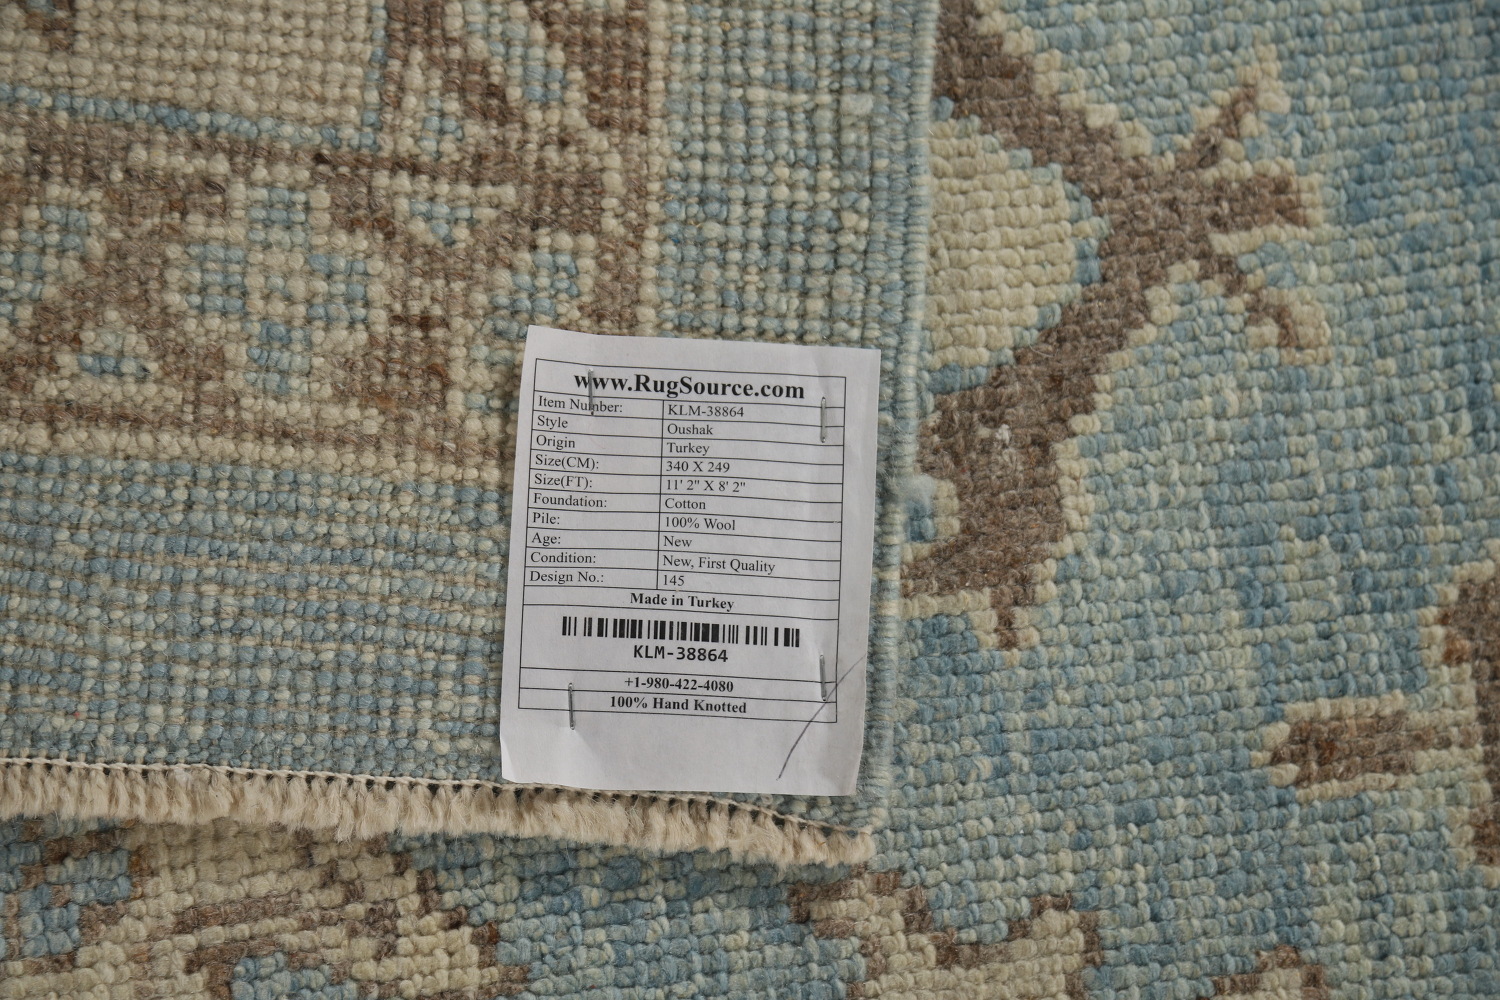 www.RugSource.com
Item Number: KLM-38864
Style Oushak
Origin Turkey
Size(CM): 340 X 249
Size(FT): 11' 2" X 8' 2"
Foundation: Cotton
Pile: 100% Wool
Age: New
Condition: New, First Quality
Design No.: 145
Made in Turkey
KLM-38864
+1-980-422-4080
100% Hand Knotted